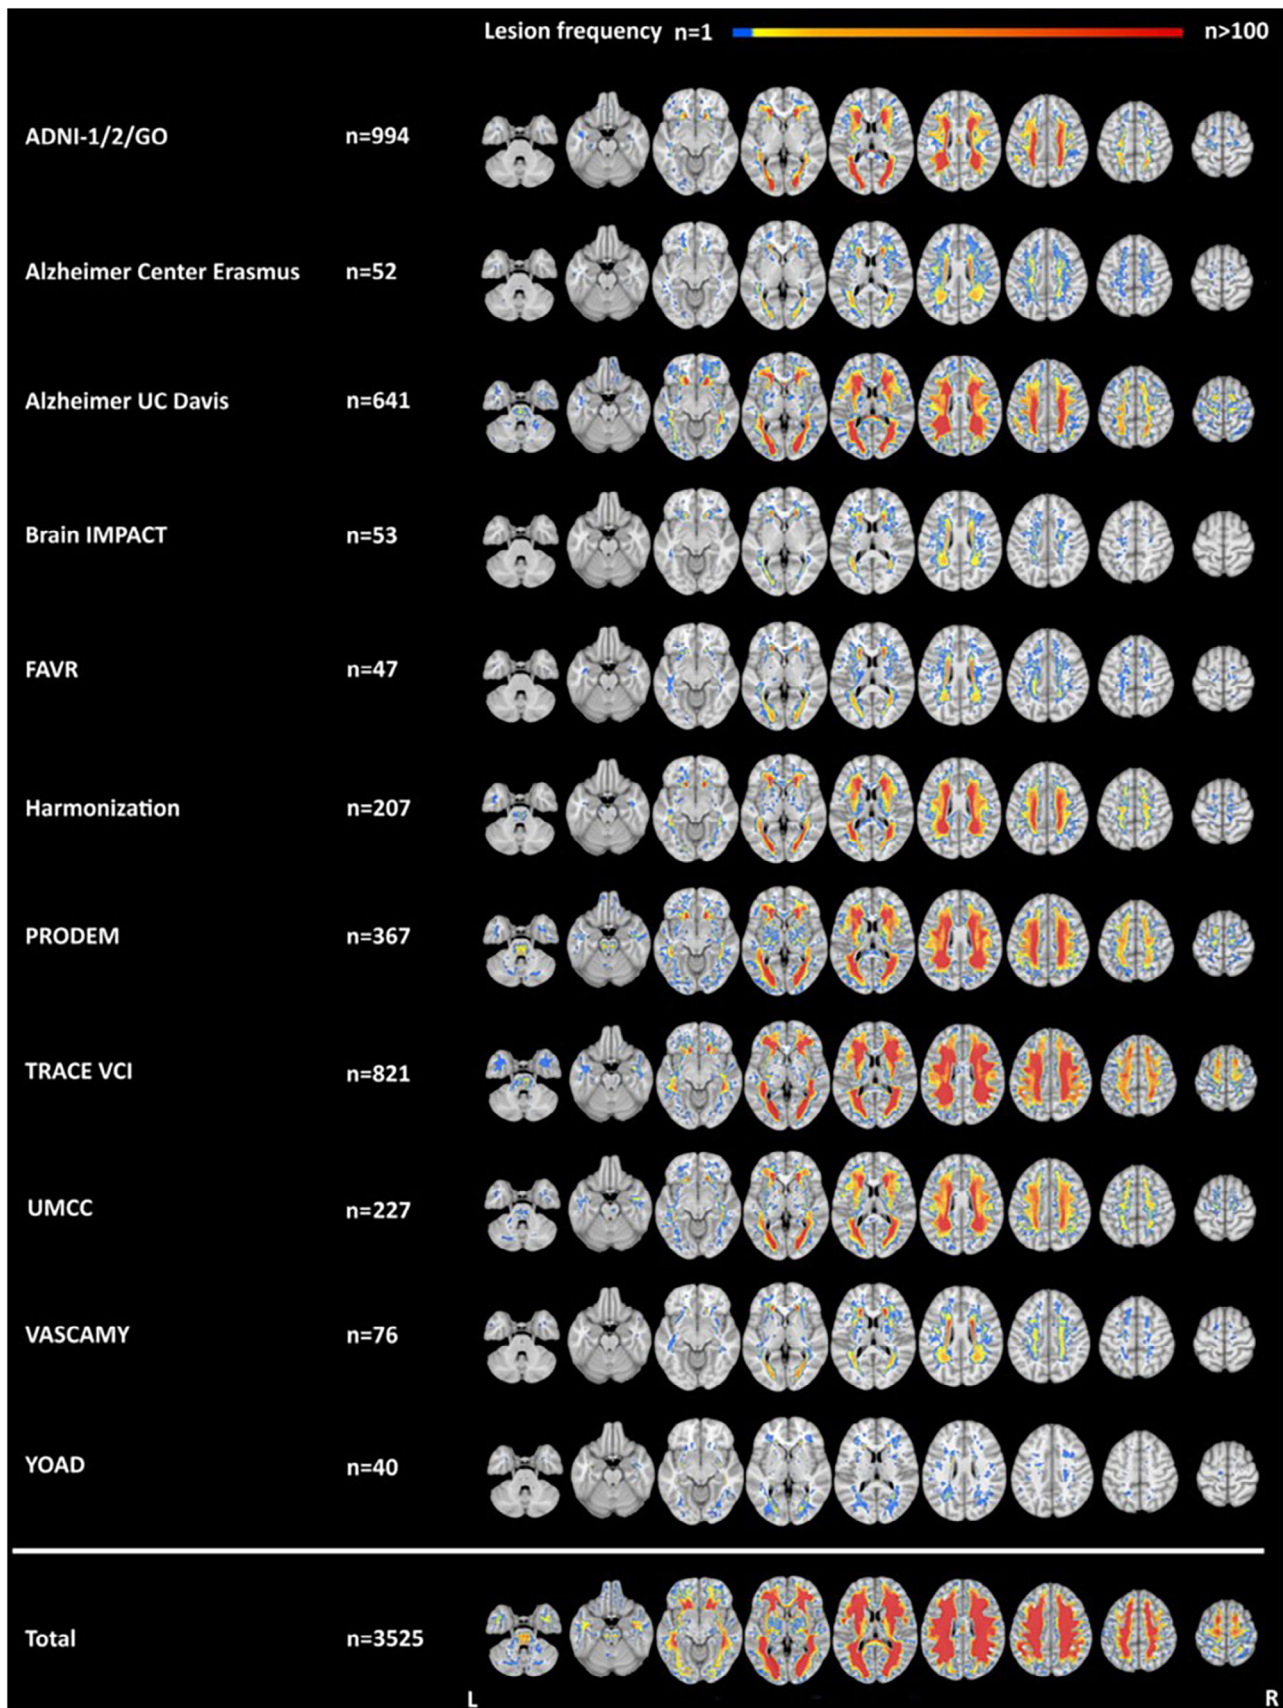 Lesion frequency n=1 n>100
ADNI-1/2/GO n=994
Alzheimer Center Erasmus n=52
Alzheimer UC Davis n=641
Brain IMPACT n=53
FAVR n=47
Harmonization n=207
PRODEM n=367
TRACE VCI n=821
UMCC n=227
VASCAMY n=76
YOAD n=40
Total n=3525
L R